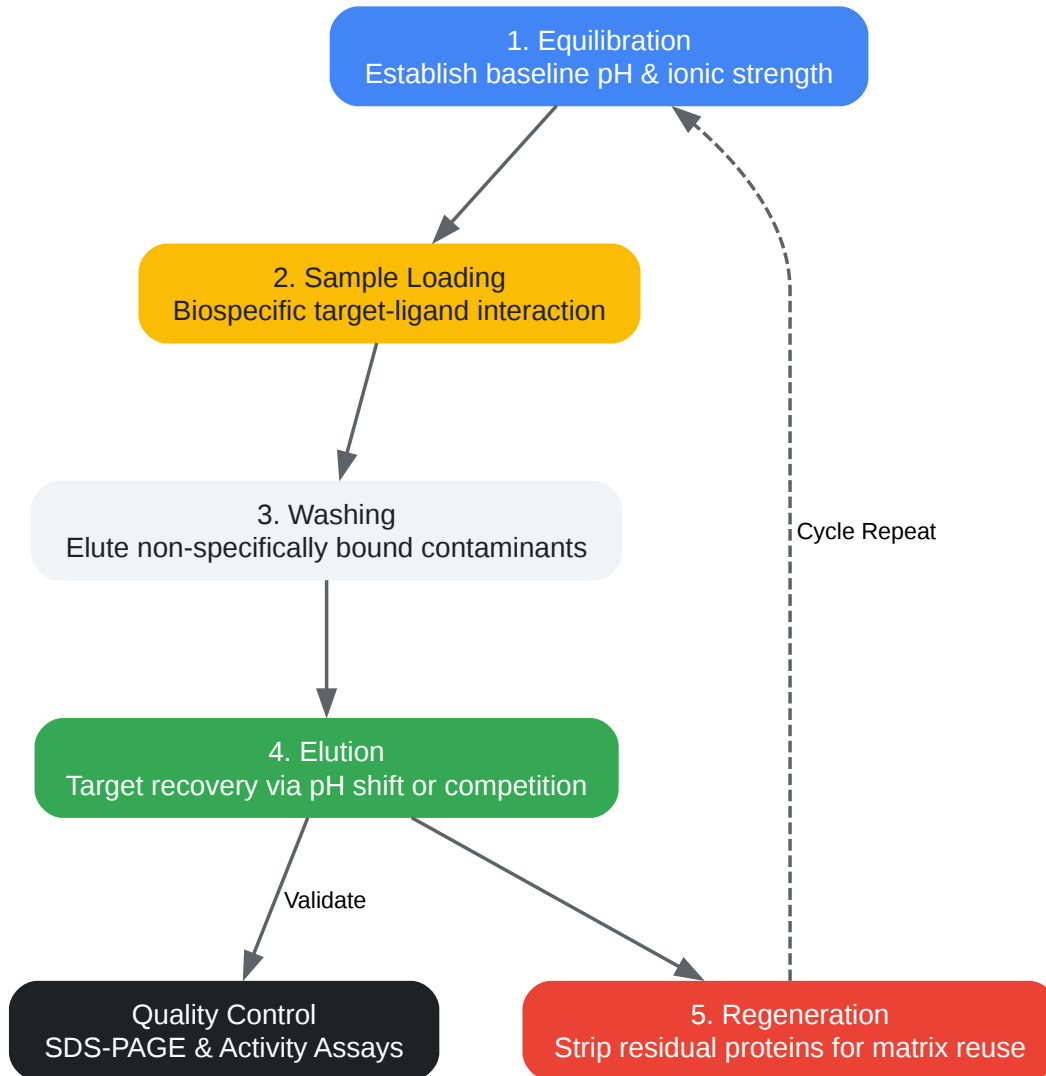 1. Equilibration
Establish baseline pH & ionic strength
2. Sample Loading
Biospecific target-ligand interaction
3. Washing
Elute non-specifically bound contaminants
Cycle Repeat
4. Elution
Target recovery via pH shift or competition
Validate
Quality Control
SDS-PAGE & Activity Assays
5. Regeneration
Strip residual proteins for matrix reuse